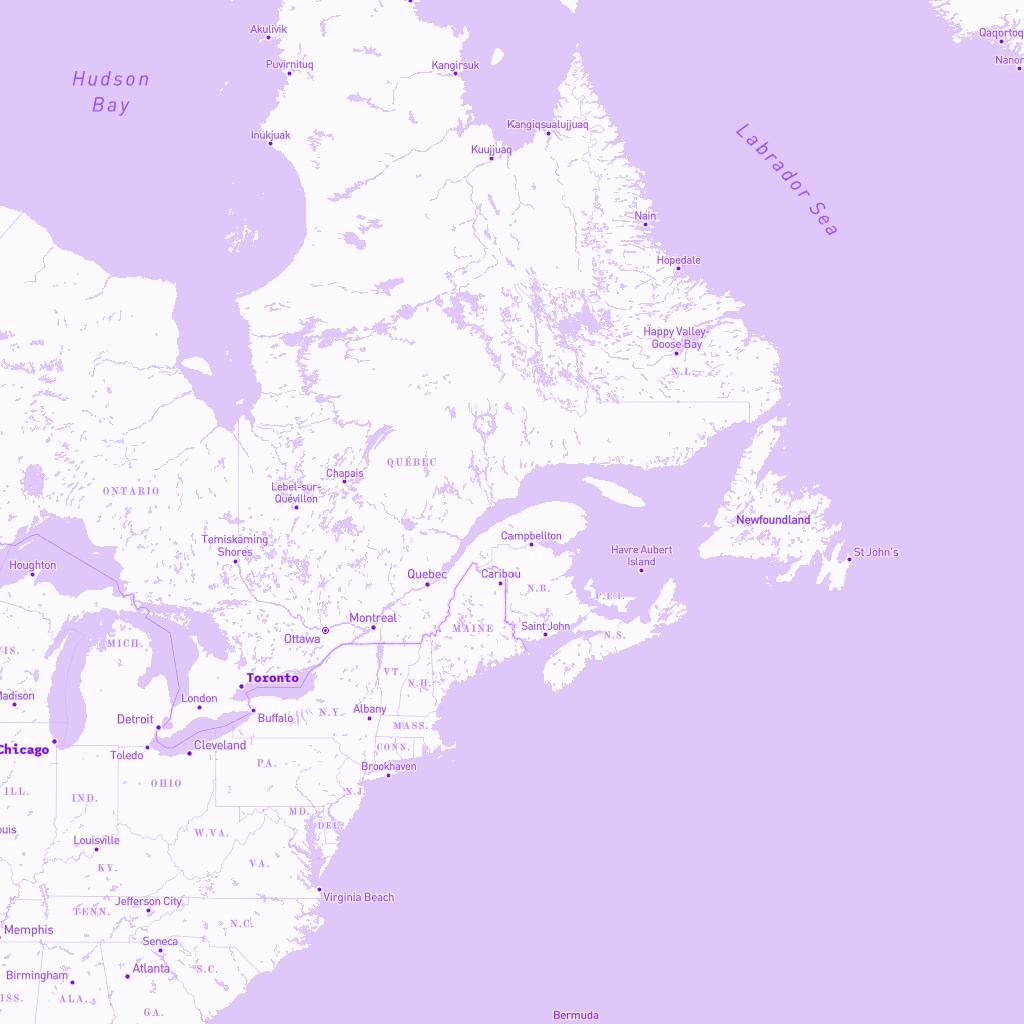 Akulivik
Qaqortoq
Puvirnituq
Kangirsuk
Hudson
Bay
Kangiqsualujjuaq
Inukjuak
Kuujjuaq
Labrador Sea
Nain
Hopedale
Happy Valley-
Goose Bay
N.L.
QUÉBEC
Chapais
ONTARIO
Lebel-sur-
Quévillon
Newfoundland
Temiskaming
Shores
Campbellton
Havre Aubert
Island
St John's
Houghton
Quebec
Caribou
N.B.
P.E.I.
Montreal
Saint John
MAINE
N.S.
Ottawa
MICH.
VT.
Toronto
N.H.
Madison
London
Albany
N.Y.
Detroit
Buffalo
MASS.
Chicago
Toledo
Cleveland
CONN.
PA.
Brookhaven
OHIO
ILL.
IND.
N.J.
MD.
DEL.
W.VA.
Louisville
KY.
VA.
Virginia Beach
Jefferson City
TENN.
N.C.
Memphis
Seneca
Birmingham
Atlanta
S.C.
ALA.
GA.
Bermuda